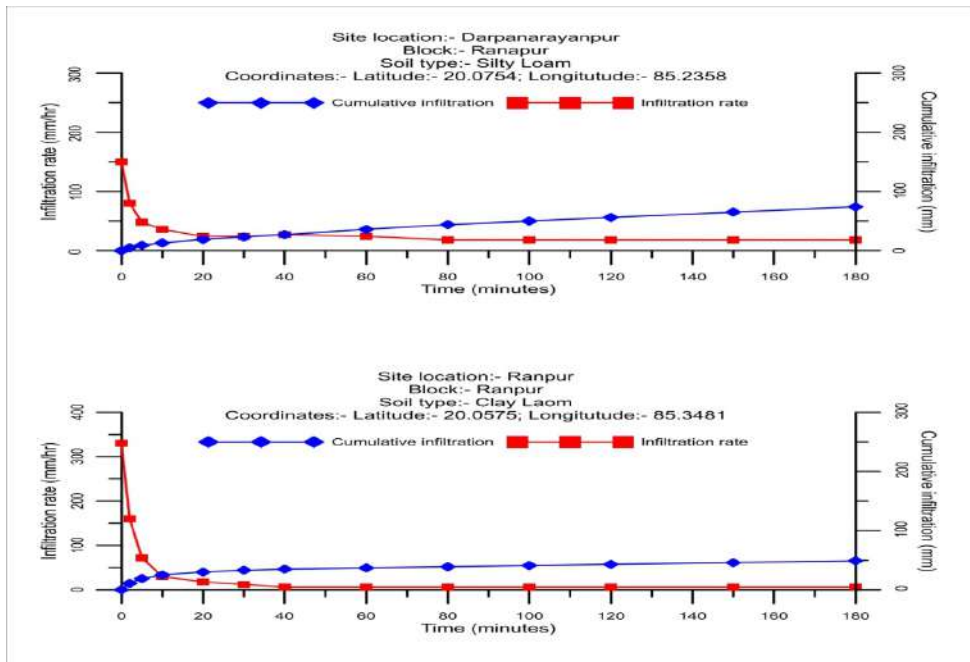 Site location:- Darpanarayanpur
Block:- Ranapur
Soil type:- Silty Loam
Coordinates:- Latitude:- 20.0754; Longitutude:- 85.2358
Cumulative infiltration
Infiltration rate
Infiltration rate (mm/hr)
300
200
100
0
Cumulative infiltration (mm)
300
200
100
0
0 20 40 60 80 100 120 140 160 180
Time (minutes)
Site location:- Ranpur
Block:- Ranpur
Soil type:- Clay Laom
Coordinates:- Latitude:- 20.0575; Longitutude:- 85.3481
Cumulative infiltration
Infiltration rate
Infiltration rate (mm/hr)
400
300
200
100
0
Cumulative infiltration (mm)
300
200
100
0
0 20 40 60 80 100 120 140 160 180
Time (minutes)